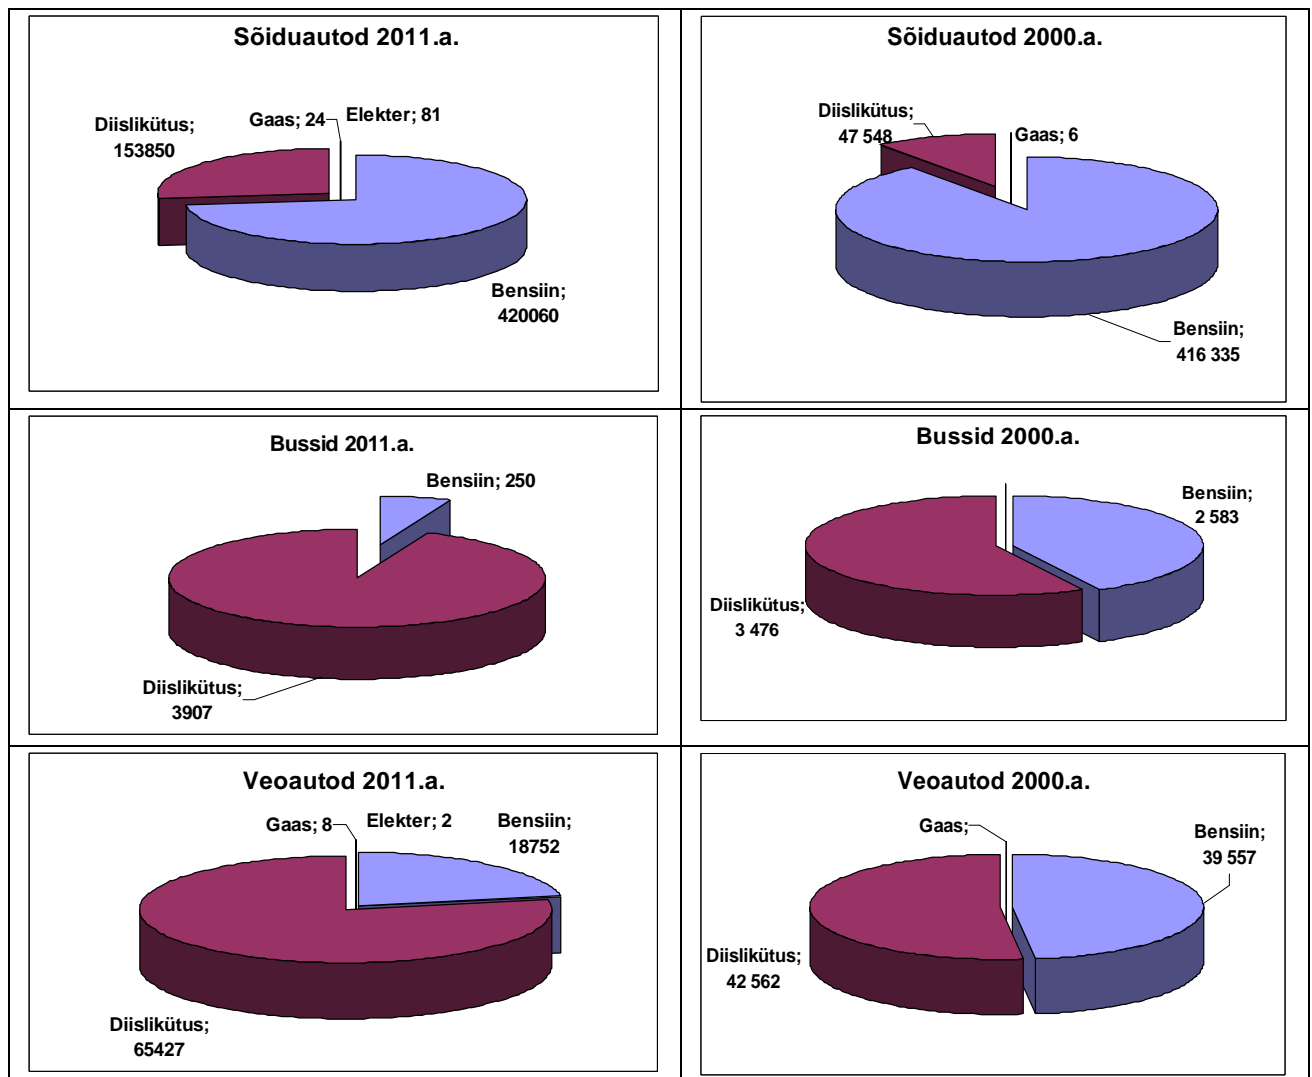 Sõiduautod 2011.a.
Diislikütus;
153850
Gaas; 24
Elekter; 81
Bensiin;
420060
Sõiduautod 2000.a.
Diislikütus;
47 548
Gaas; 6
Bensiin;
416 335
Bussid 2011.a.
Bensiin; 250
Diislikütus;
3907
Bussid 2000.a.
Bensiin;
2 583
Diislikütus;
3 476
Veoautod 2011.a.
Gaas; 8
Elekter; 2
Bensiin;
18752
Diislikütus;
65427
Veoautod 2000.a.
Gaas;
Bensiin;
39 557
Diislikütus;
42 562